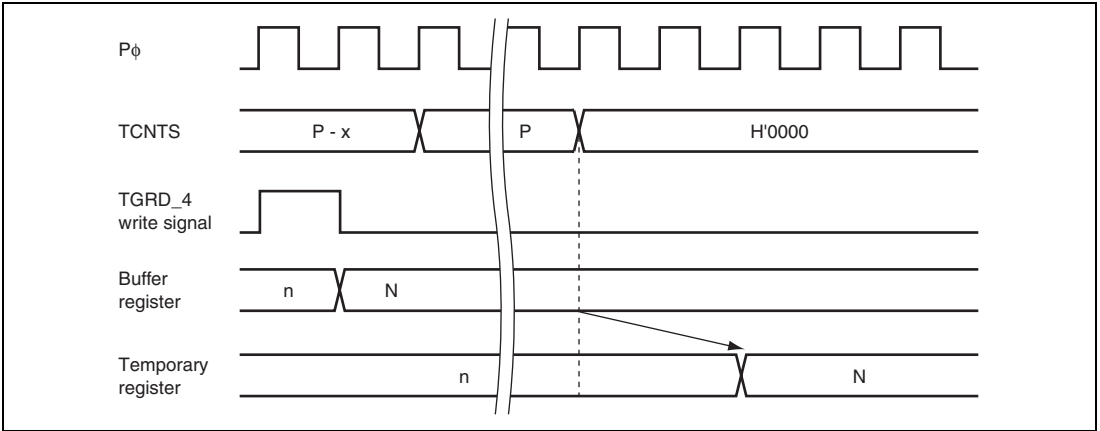 Pϕ
TCNTS
P - x
P
H'0000
TGRD_4
write signal
Buffer
register
n
N
Temporary
register
n
N